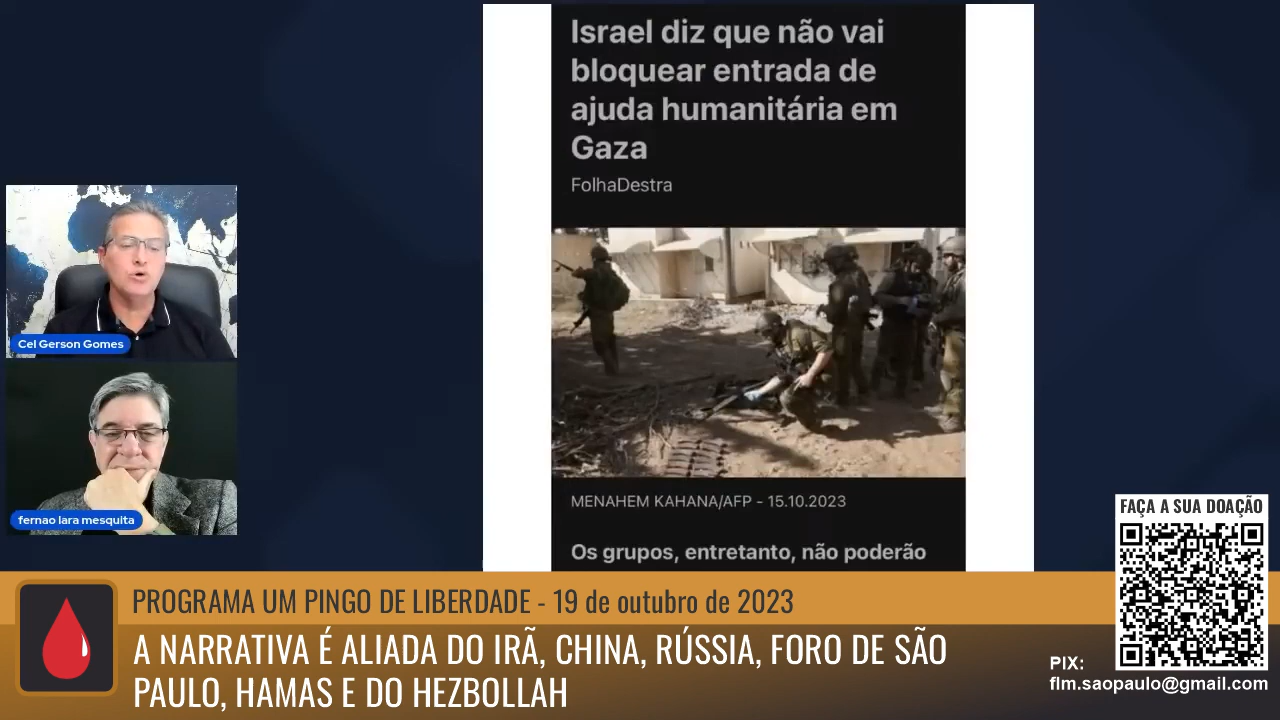 Israel diz que não vai
bloquear entrada de
ajuda humanitária em
Gaza
FolhaDestra
MENAHEM KAHANA/AFP - 15.10.2023
Os grupos, entretanto, não poderão
Cel Gerson Gomes
fernao lara mesquita
FAÇA A SUA DOAÇÃO
PROGRAMA UM PINGO DE LIBERDADE - 19 de outubro de 2023
A NARRATIVA É ALIADA DO IRÃ, CHINA, RÚSSIA, FORO DE SÃO
PAULO, HAMAS E DO HEZBOLLAH
PIX:
flm.saopaulo@gmail.com